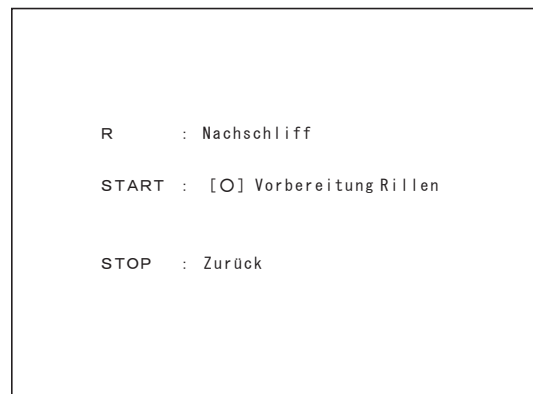 R : Nachschliff
START : [○] Vorbereitung Rillen
STOP : Zurück